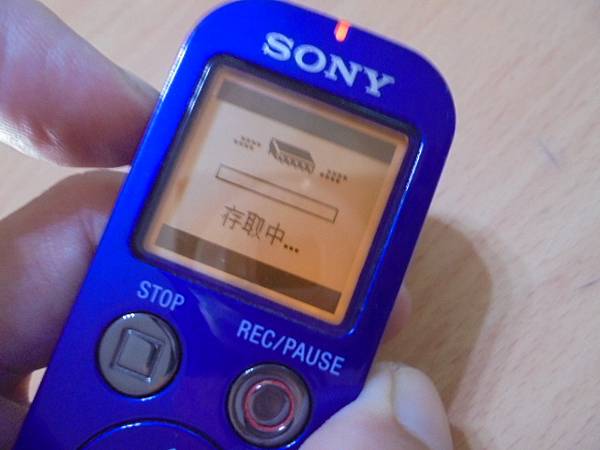 SONY
存取中...
STOP
REC/PAUSE